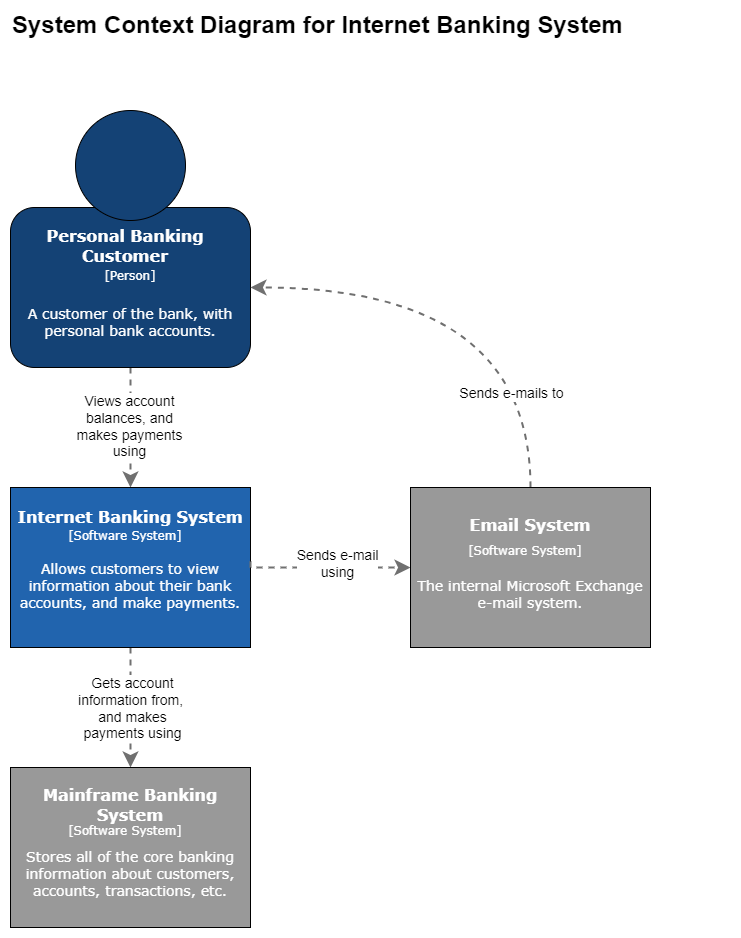 System Context Diagram for Internet Banking System
Personal Banking
Customer
[Person]
A customer of the bank, with
personal bank accounts.
Views account
balances, and
makes payments
using
Sends e-mails to
Internet Banking System
[Software System]
Allows customers to view
information about their bank
accounts, and make payments.
Sends e-mail
using
Email System
[Software System]
The internal Microsoft Exchange
e-mail system.
Gets account
information from,
and makes
payments using
Mainframe Banking
System
[Software System]
Stores all of the core banking
information about customers,
accounts, transactions, etc.